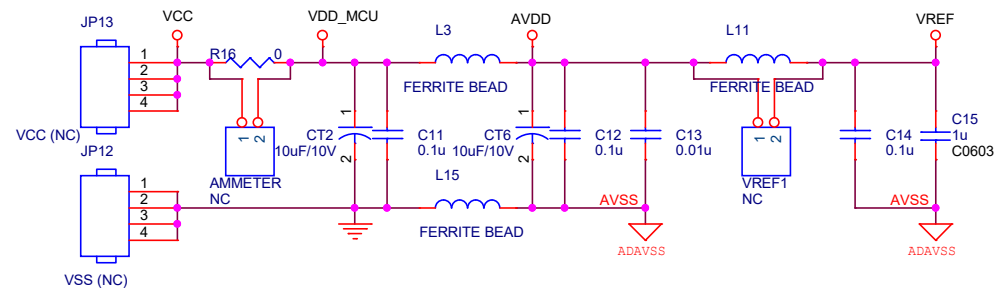 JP13
VCC
VDD_MCU
L3
AVDD
L11
VREF
R16
0
1
2
3
4
FERRITE BEAD
FERRITE BEAD
VCC (NC)
1
2
AMMETER
NC
1
CT2
10uF/10V
2
C11
0.1u
1
CT6
10uF/10V
2
C12
0.1u
C13
0.01u
1
2
VREF1
NC
C14
0.1u
C15
1u
C0603
JP12
1
2
3
4
VSS (NC)
L15
FERRITE BEAD
AVSS
ADAVSS
AVSS
ADAVSS